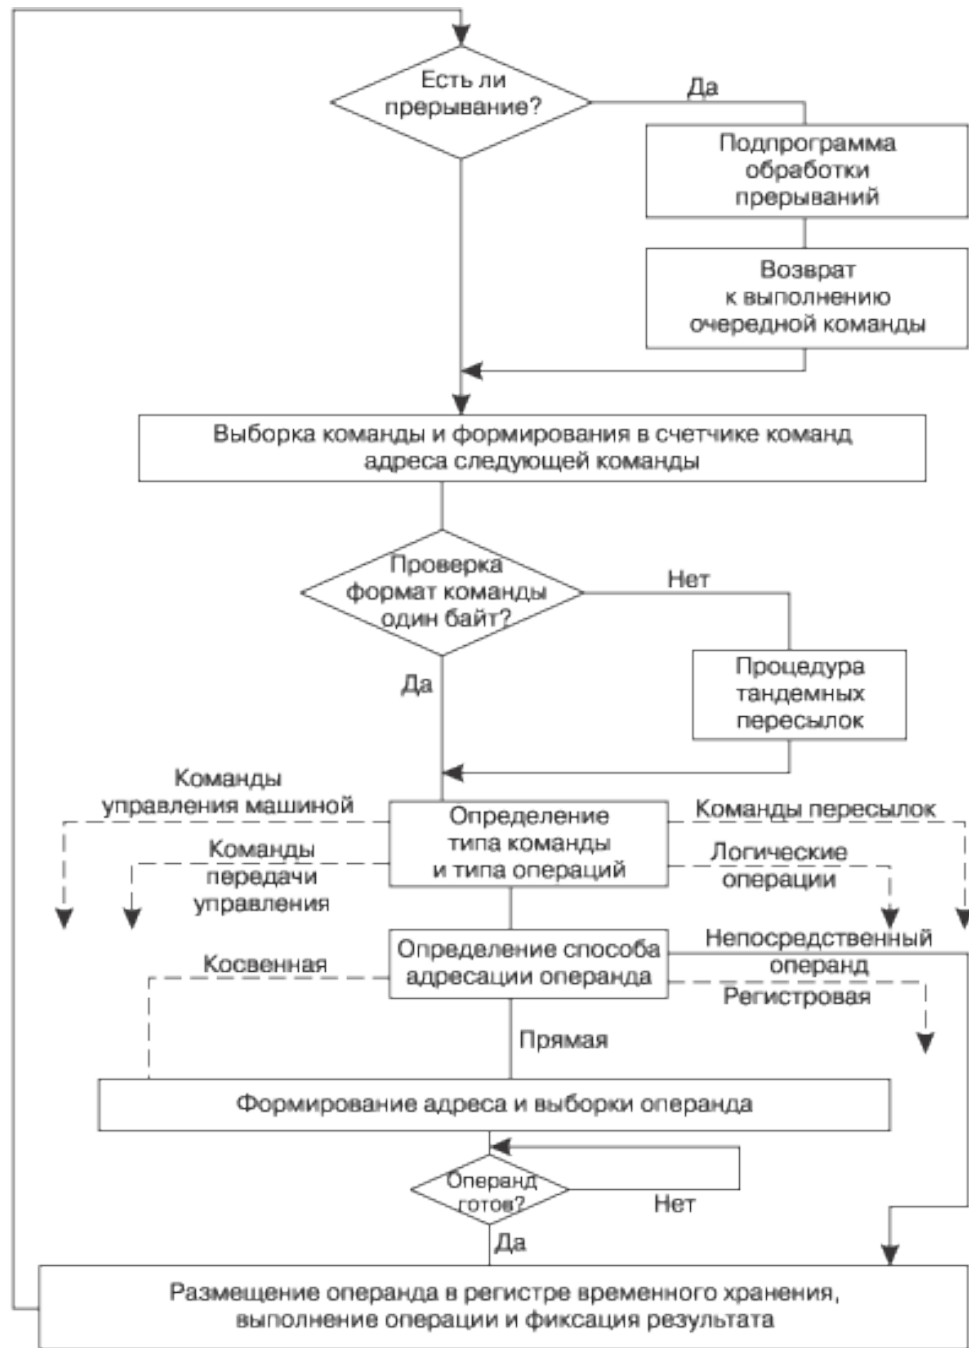 Есть ли
прерывание?
Да
Подпрограмма
обработки
прерываний
Возврат
к выполнению
очередной команды
Выборка команды и формирования в счетчике команд
адреса следующей команды
Проверка
формат команды
один байт?
Нет
Да
Процедура
тандемных
пересылок
Команды
управления машиной
Команды
передачи
управления
Определение
типа команды
и типа операций
Команды пересылок
Логические
операции
Косвенная
Определение способа
адресации операнда
Непосредственный
операнд
Регистровая
Прямая
Формирование адреса и выборки операнда
Операнд
готов?
Нет
Да
Размещение операнда в регистре временного хранения,
выполнение операции и фиксация результата